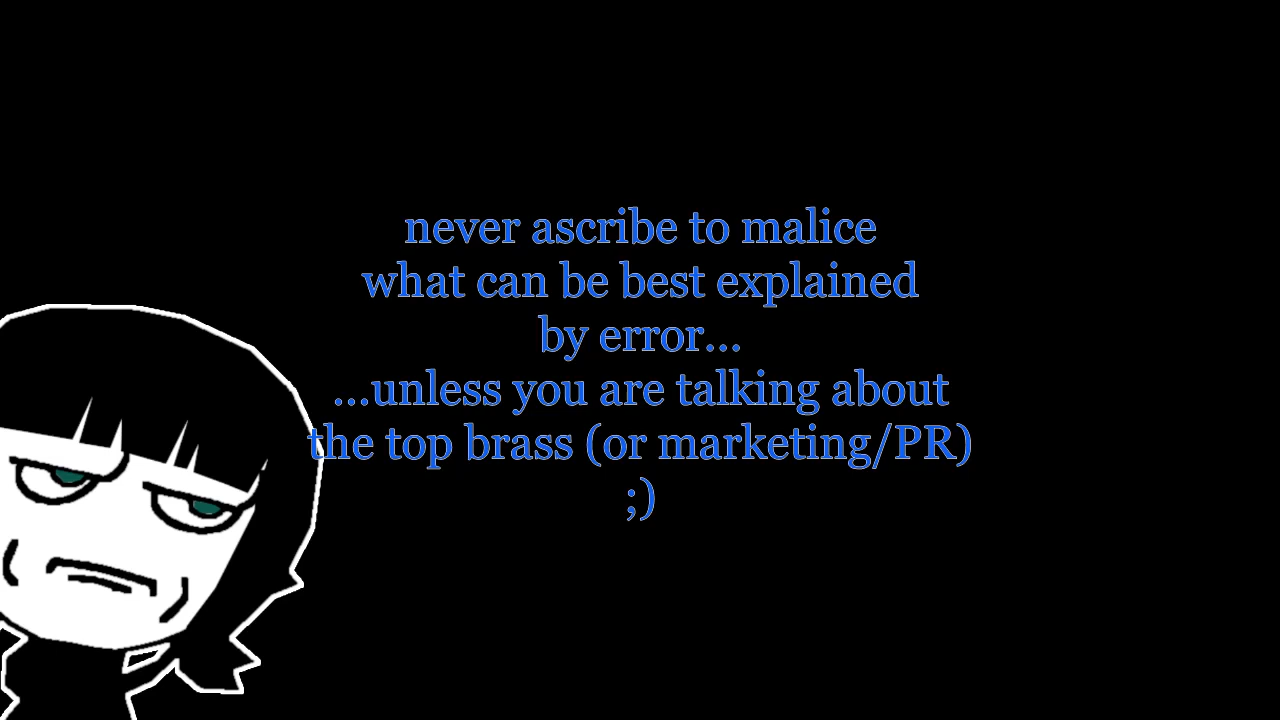 never ascribe to malice
what can be best explained
by error...
...unless you are talking about
the top brass (or marketing/PR)
;)